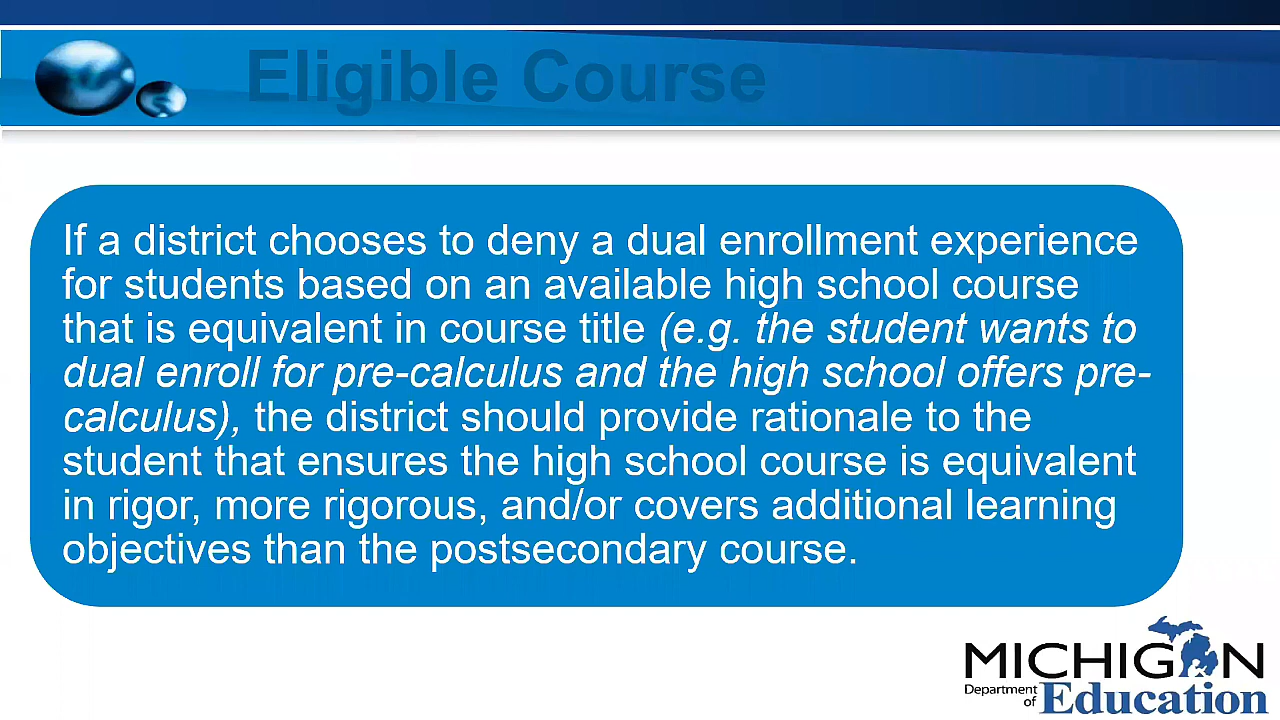 Eligible Course
If a district chooses to deny a dual enrollment experience
for students based on an available high school course
that is equivalent in course title (e.g. the student wants to
dual enroll for pre-calculus and the high school offers pre-
calculus), the district should provide rationale to the
student that ensures the high school course is equivalent
in rigor, more rigorous, and/or covers additional learning
objectives than the postsecondary course.
MICHIGAN
Department
of Education